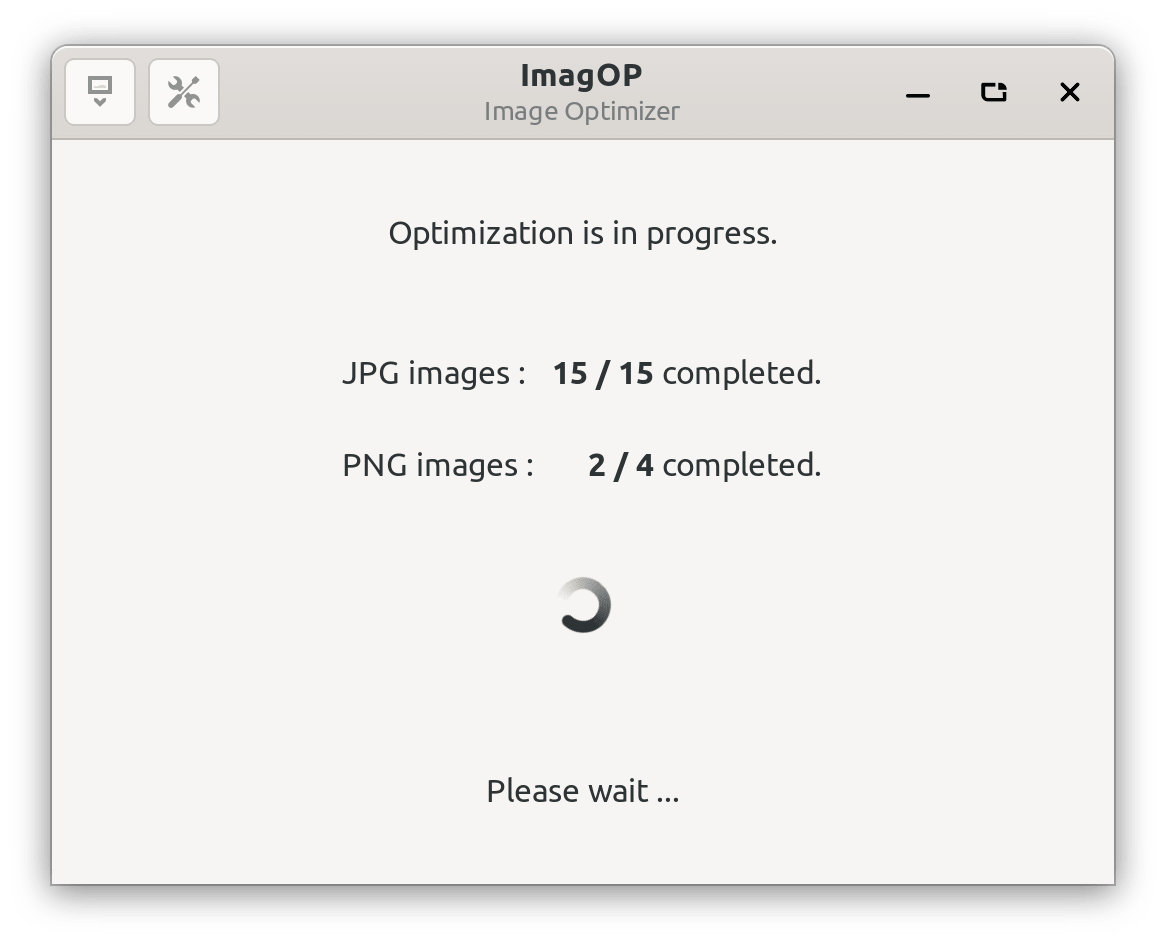 ImagOP
Image Optimizer
Optimization is in progress.
JPG images : 15 / 15 completed.
PNG images : 2 / 4 completed.
Please wait ...